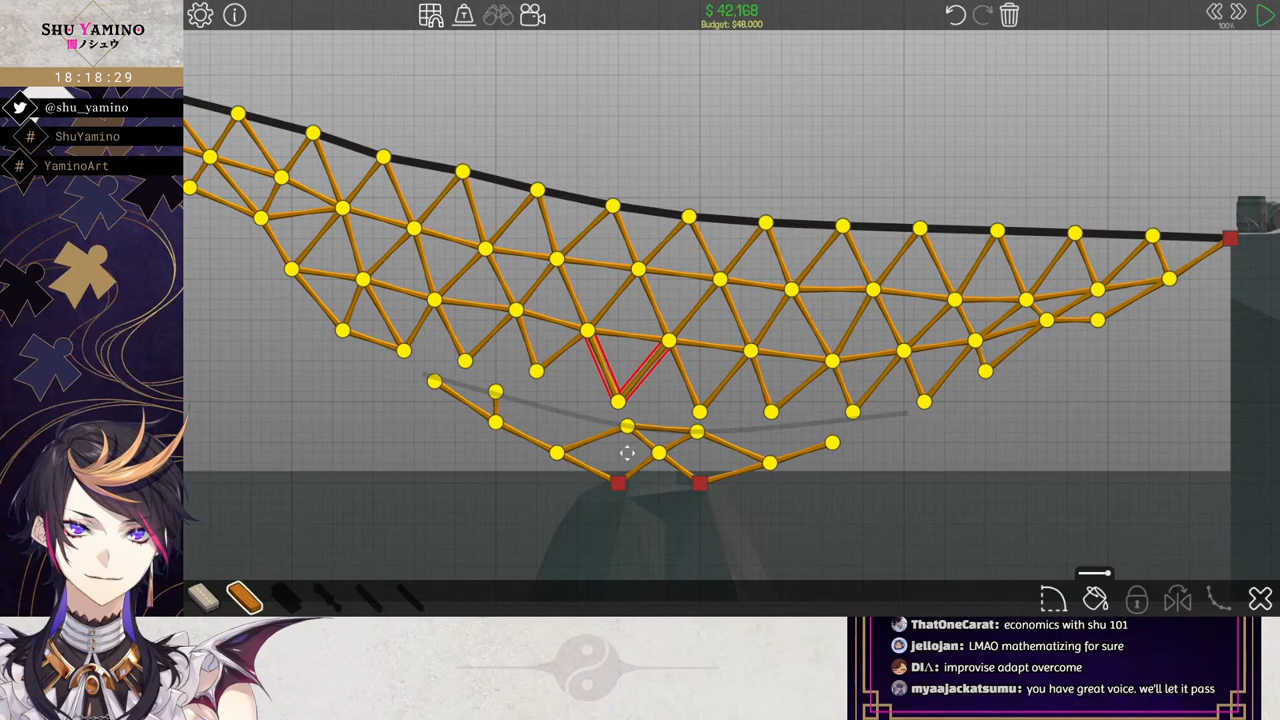 SHU YAMINO
闇ノシュウ
18:18:29
@shu_yamino
# ShuYamino
# YaminoArt
$ 42,168
Budget: $48,000
100%
ThatOneCarat: economics with shu 101
jellojan: LMAO mathematizing for sure
DIΛ: improvise adapt overcome
myaajackatsumu: you have great voice. we'll let it pass